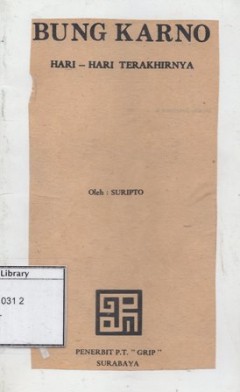 BUNG KARNO
HARI – HARI TERAKHIRNYA
Oleh : SURIPTO
Library
031 2
PENERBIT P.T. " GRIP "
SURABAYA